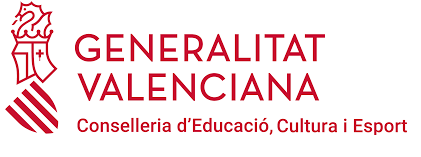 GENERALITAT
VALENCIANA
Conselleria d'Educació, Cultura i Esport